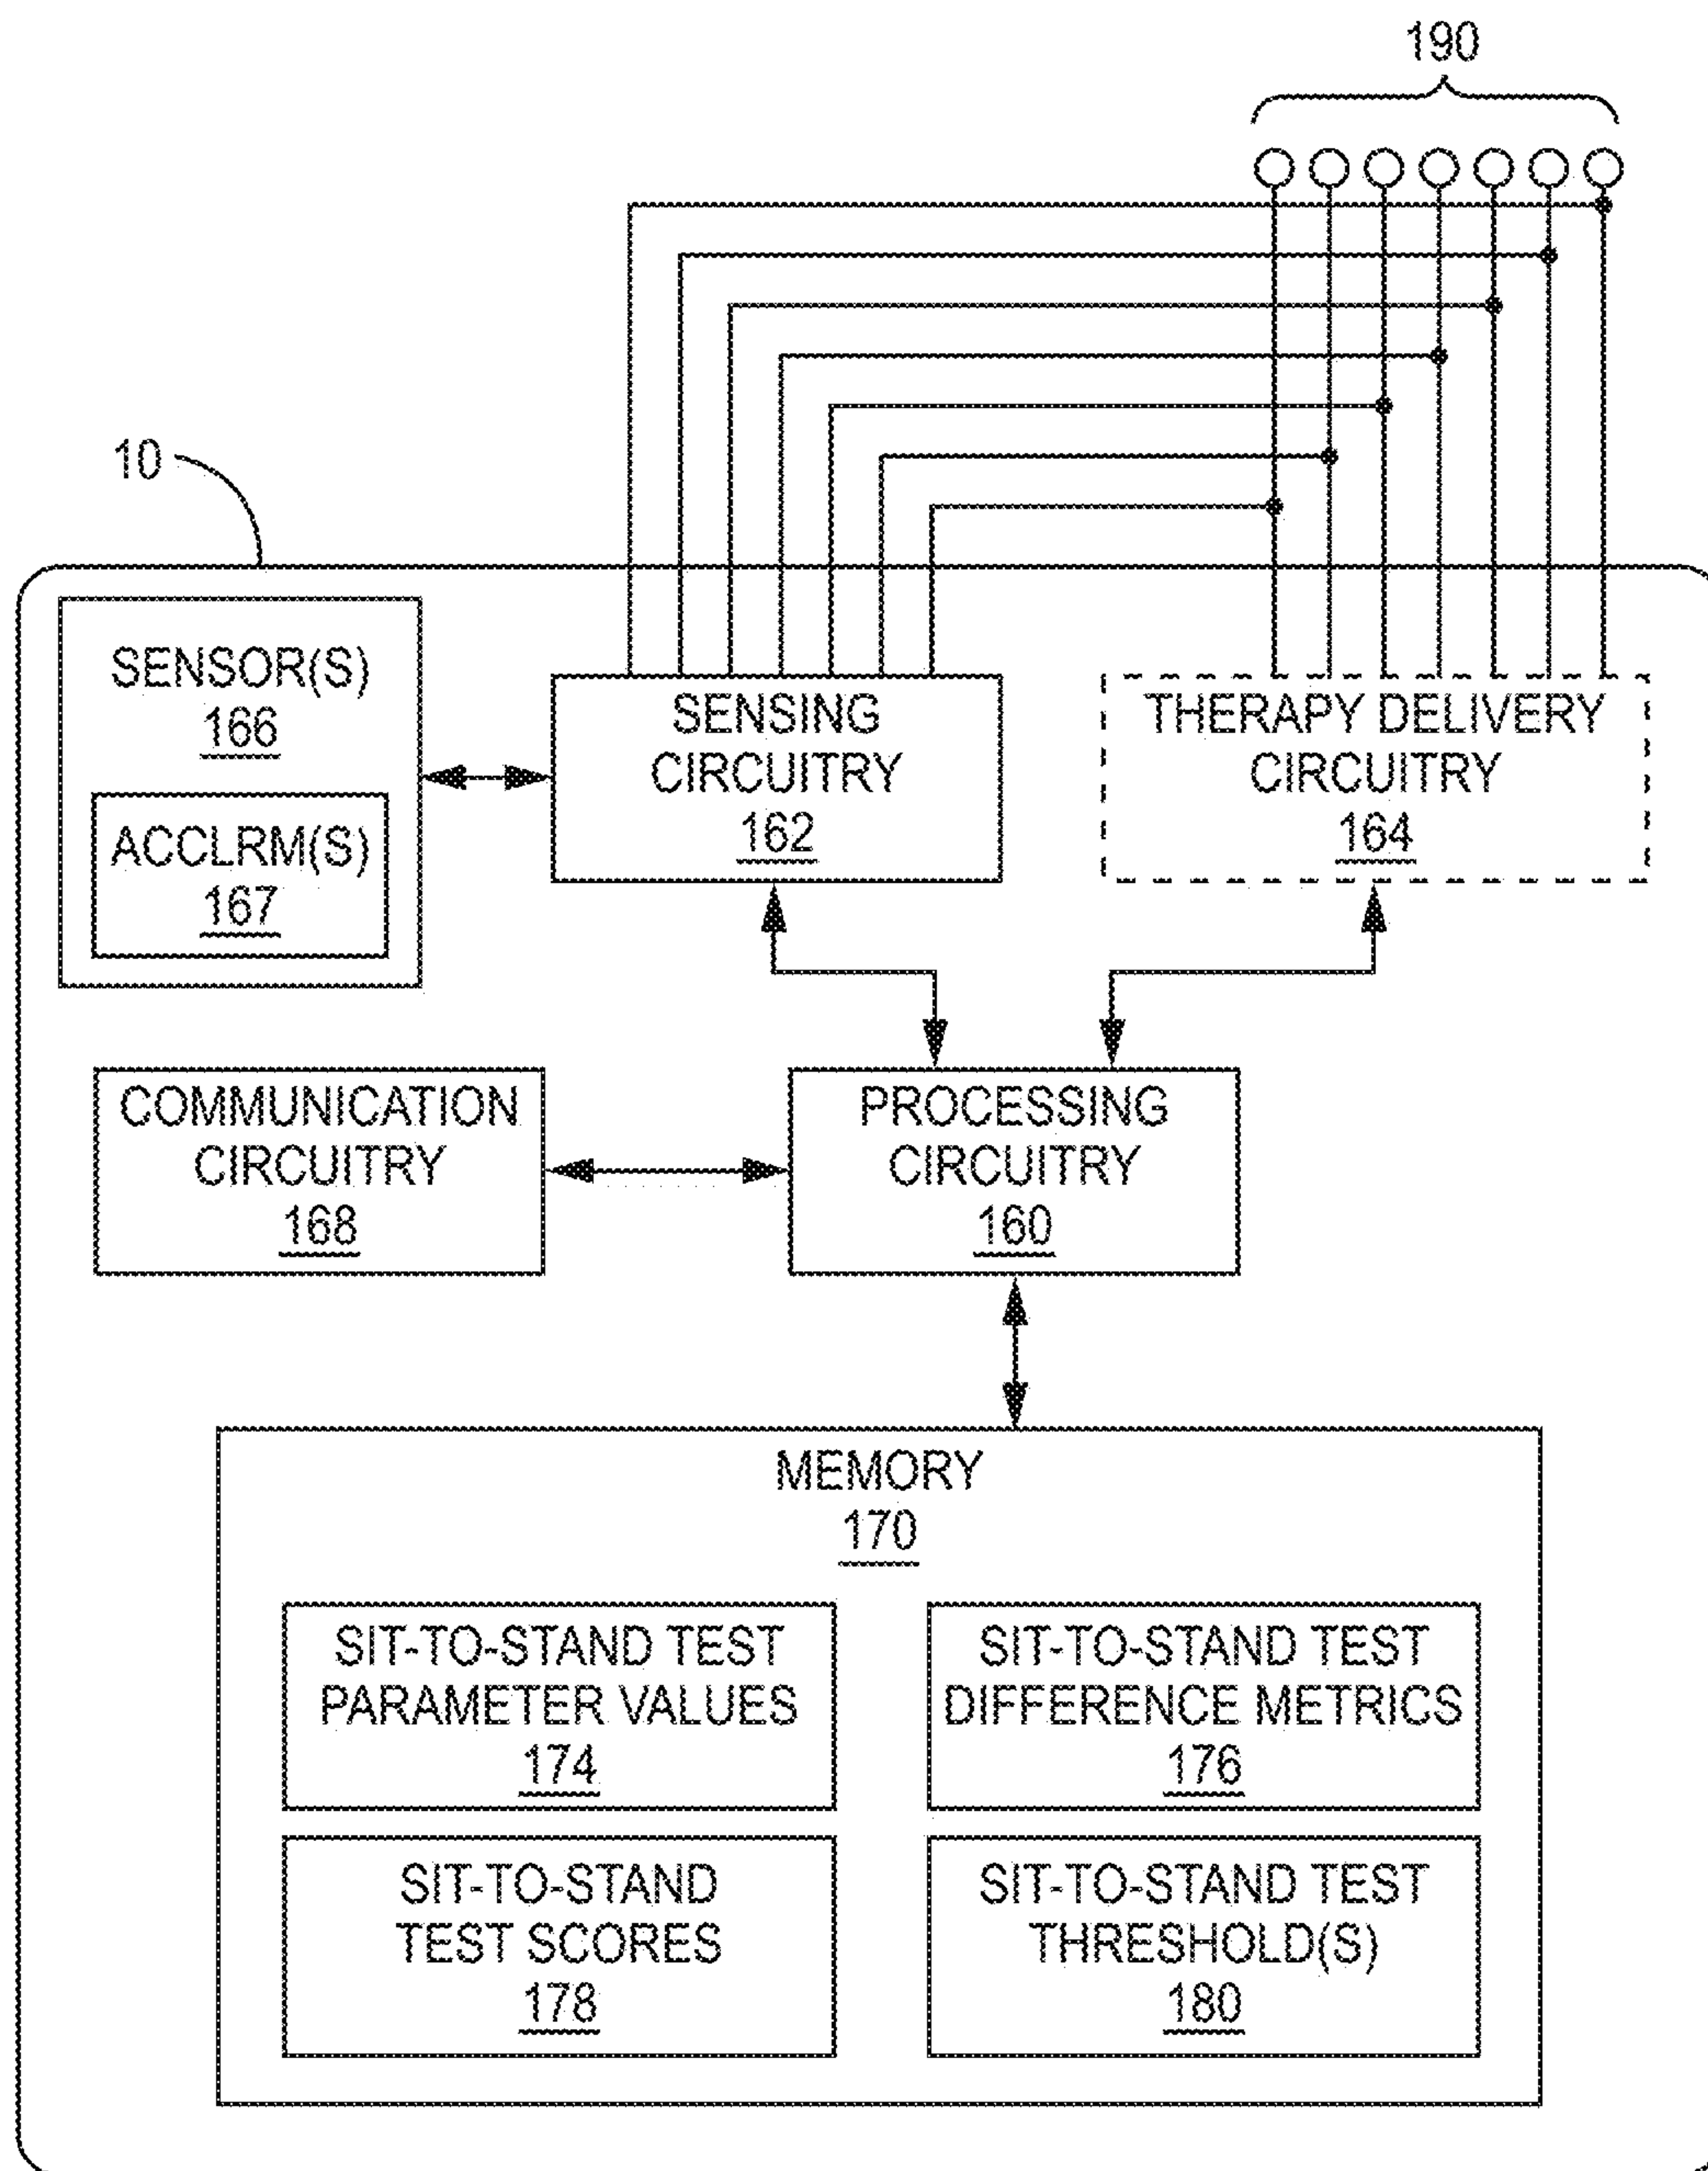 190
10
SENSOR(S)
166
ACCLRM(S)
167
SENSING
CIRCUITRY
162
THERAPY DELIVERY
CIRCUITRY
164
COMMUNICATION
CIRCUITRY
168
PROCESSING
CIRCUITRY
160
MEMORY
170
SIT-TO-STAND TEST
PARAMETER VALUES
174
SIT-TO-STAND TEST
DIFFERENCE METRICS
176
SIT-TO-STAND
TEST SCORES
178
SIT-TO-STAND TEST
THRESHOLD(S)
180